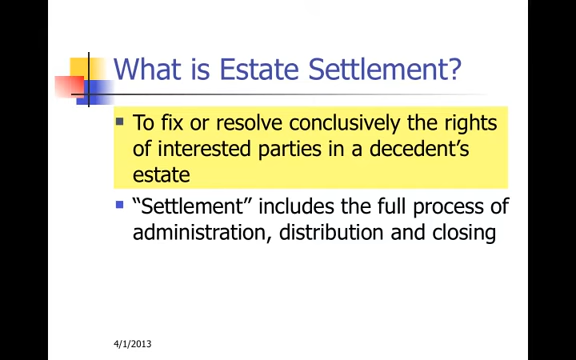 What is Estate Settlement?
To fix or resolve conclusively the rights
of interested parties in a decedent's
estate
“Settlement” includes the full process of
administration, distribution and closing
4/1/2013